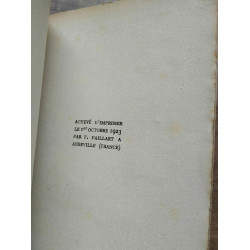 ACHEVÉ D'IMPRIMER
LE 1er OCTOBRE 1923
PAR F. PAILLART A
ABBEVILLE (FRANCE)